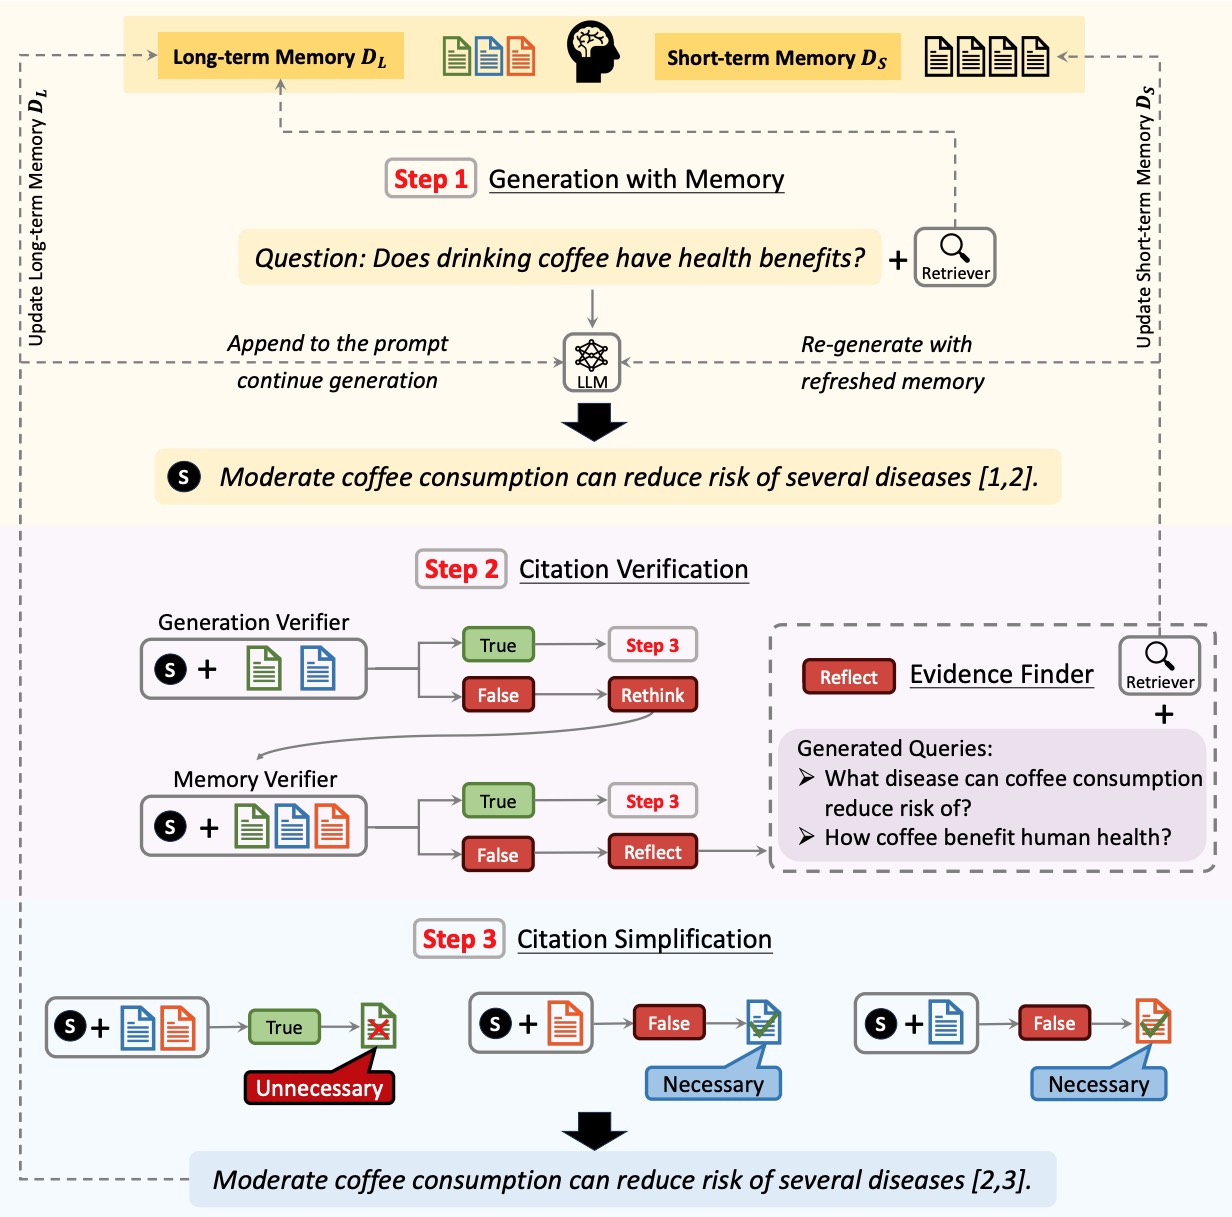 Long-term Memory D_L
Short-term Memory D_S
Update Long-term Memory D_L
Update Short-term Memory D_S
Step 1 Generation with Memory
Question: Does drinking coffee have health benefits?
+
Retriever
Append to the prompt
continue generation
LLM
Re-generate with
refreshed memory
S Moderate coffee consumption can reduce risk of several diseases [1,2].
Step 2 Citation Verification
Generation Verifier
S +
True
Step 3
False
Rethink
Memory Verifier
S +
True
Step 3
False
Reflect
Reflect Evidence Finder
Retriever
+
Generated Queries:
➢ What disease can coffee consumption
reduce risk of?
➢ How coffee benefit human health?
Step 3 Citation Simplification
S +
True
Unnecessary
S +
False
Necessary
S +
False
Necessary
Moderate coffee consumption can reduce risk of several diseases [2,3].